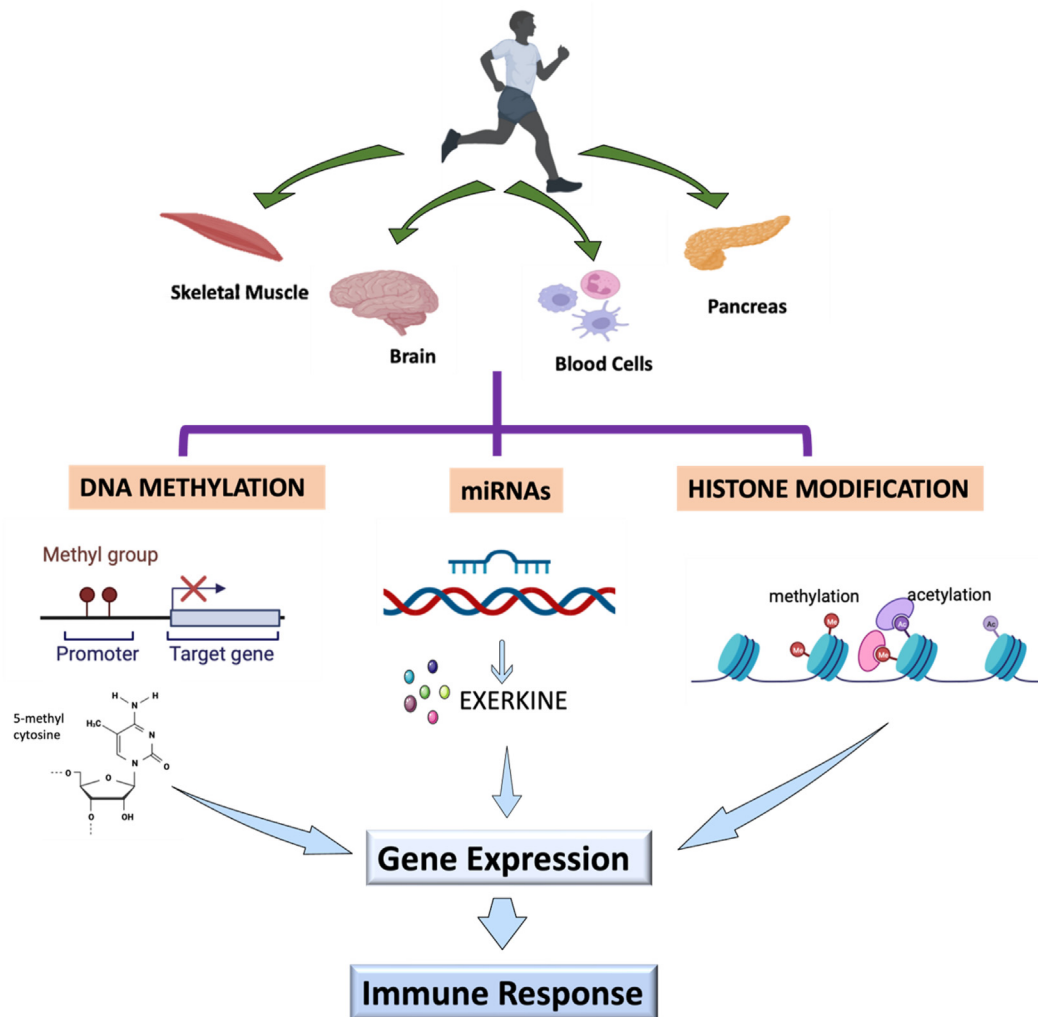 Skeletal Muscle
Brain
Blood Cells
Pancreas
DNA METHYLATION
miRNAs
HISTONE MODIFICATION
Methyl group
Promoter
Target gene
5-methyl
cytosine
H
H
N
H₃C
N
N
O
O
O
O
OH
EXERKINE
methylation
acetylation
Me
Me
Me
Ac
Ac
Gene Expression
Immune Response